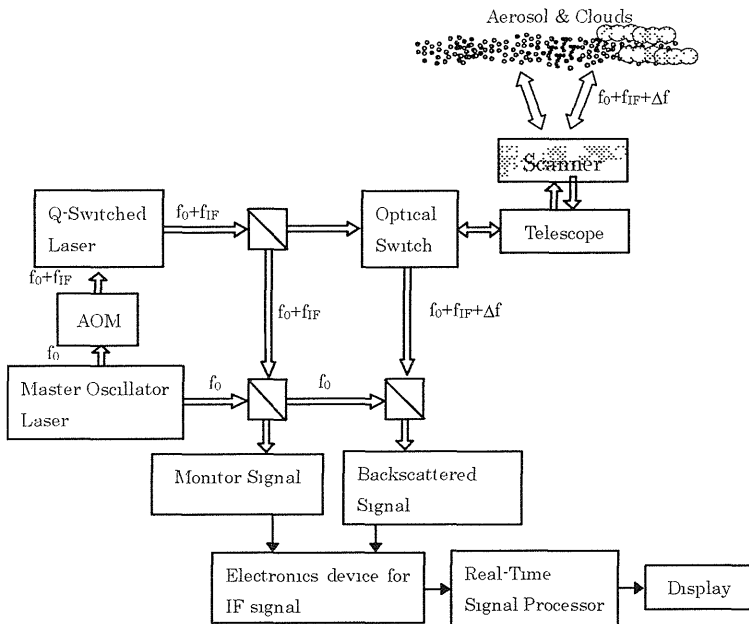 Aerosol & Clouds
f0+fIF+Δf
Scanner
Q-Switched
Laser
f0+fIF
Optical
Switch
Telescope
f0+fIF
AOM
f0+fIF
f0+fIF+Δf
f0
Master Oscillator
Laser
f0
f0
Monitor Signal
Backscattered
Signal
Electronics device for
IF signal
Real-Time
Signal Processor
Display